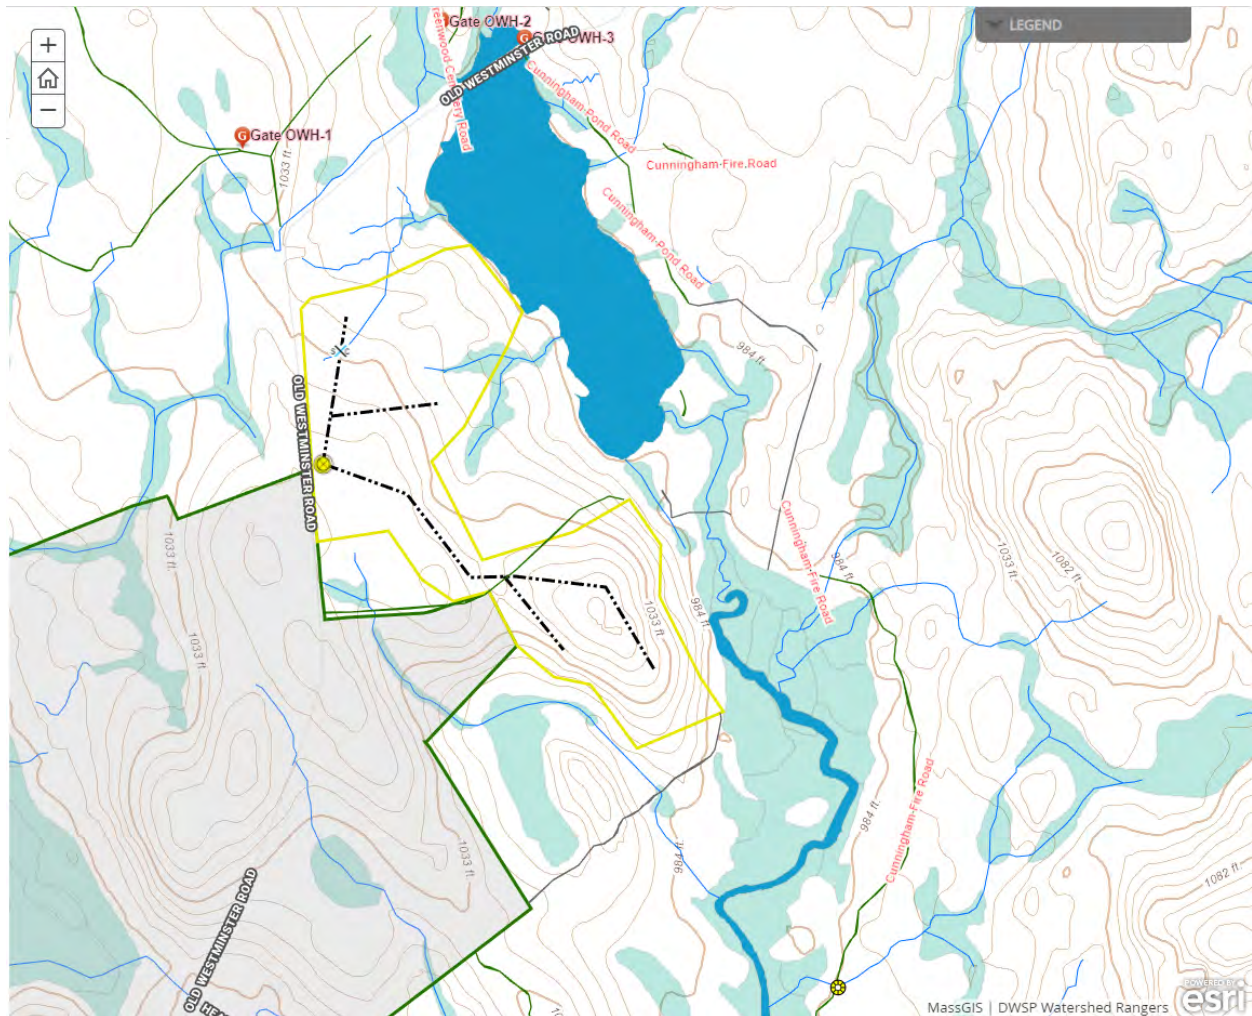 Gate OWH-2
Gate OWH-3
LEGEND
+
−
OLD WESTMINSTER ROAD
Cunningham-Pond Road
Gate OWH-1
Cunningham-Fire Road
1033 ft
Cunningham-Pond Road
984 ft
OLD WESTMINSTER ROAD
Cunningham-Fire Road
1033 ft
984 ft
1033 ft
1082 ft
1033 ft
984 ft
1033 ft
Cunningham-Fire Road
984 ft
984 ft
1033 ft
1082 ft
OLD WESTMINSTER ROAD
MassGIS | DWSP Watershed Rangers
POWERED BY
esri